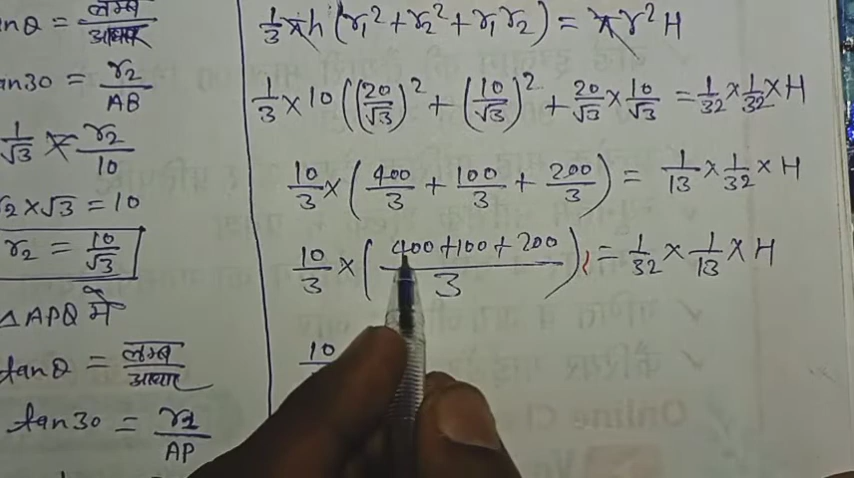 tanθ = लम्ब/आधार
tan30 = r₂/AB
1/√3 = r₂/10
r₂×√3 = 10
r₂ = 10/√3
△APQ में
tanθ = लम्ब/आधार
tan30 = r₂/AP
1/3 πh (r₁² + r₂² + r₁r₂) = πr²H
1/3 × 10 ((20/√3)² + (10/√3)² + 20/√3 × 10/√3) = 1/32 × 1/32 × H
10/3 × (400/3 + 100/3 + 200/3) = 1/13 × 1/32 × H
10/3 × ((400+100+200)/3) = 1/32 × 1/13 × H
10